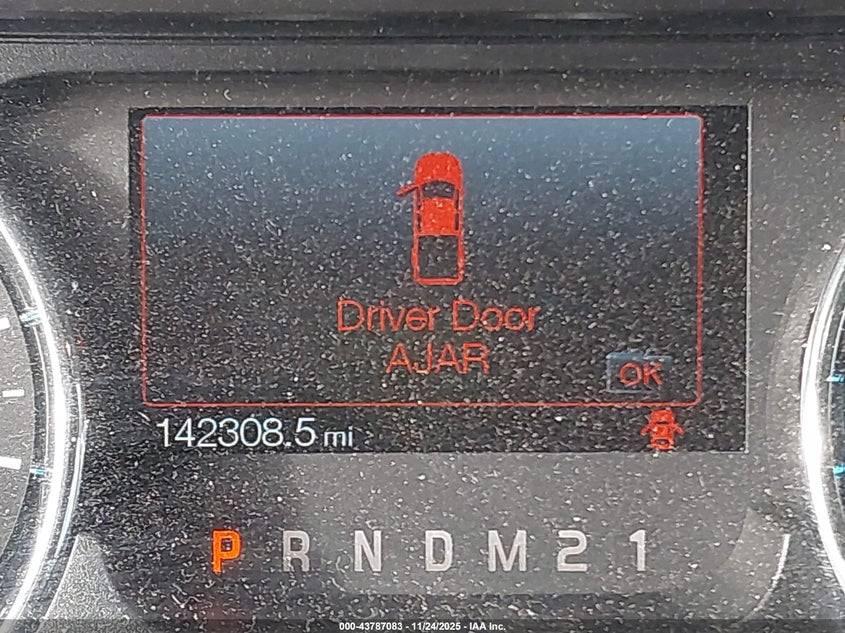 Driver Door
AJAR
OK
142308.5 mi
P R N D M 2 1
000-43787083 - 11/24/2025 - IAA Inc.